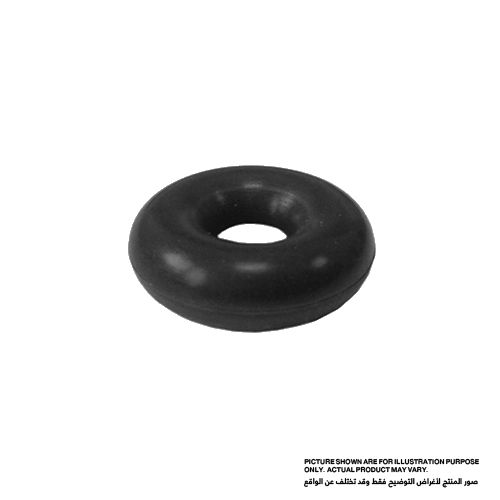 PICTURE SHOWN ARE FOR ILLUSTRATION PURPOSE
ONLY. ACTUAL PRODUCT MAY VARY.
صور المنتج لأغراض التوضيح فقط وقد تختلف عن الواقع